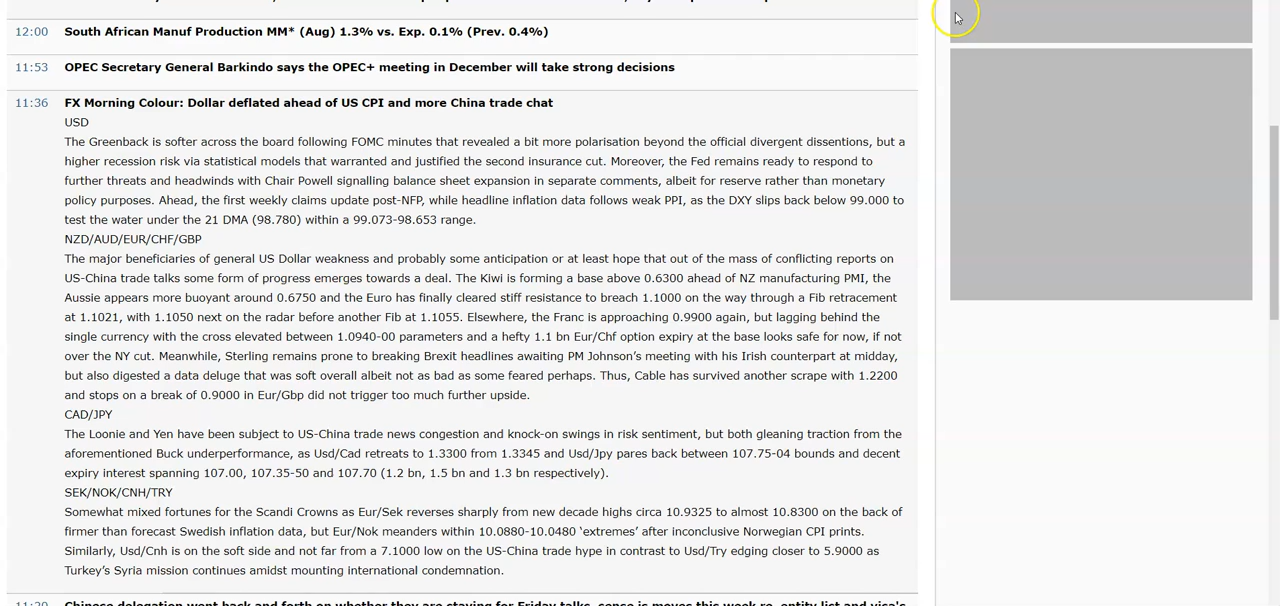 12:00 South African Manuf Production MM* (Aug) 1.3% vs. Exp. 0.1% (Prev. 0.4%)
11:53 OPEC Secretary General Barkindo says the OPEC+ meeting in December will take strong decisions
11:36 FX Morning Colour: Dollar deflated ahead of US CPI and more China trade chat
USD
The Greenback is softer across the board following FOMC minutes that revealed a bit more polarisation beyond the official divergent dissentions, but a
higher recession risk via statistical models that warranted and justified the second insurance cut. Moreover, the Fed remains ready to respond to
further threats and headwinds with Chair Powell signalling balance sheet expansion in separate comments, albeit for reserve rather than monetary
policy purposes. Ahead, the first weekly claims update post-NFP, while headline inflation data follows weak PPI, as the DXY slips back below 99.000 to
test the water under the 21 DMA (98.780) within a 99.073-98.653 range.
NZD/AUD/EUR/CHF/GBP
The major beneficiaries of general US Dollar weakness and probably some anticipation or at least hope that out of the mass of conflicting reports on
US-China trade talks some form of progress emerges towards a deal. The Kiwi is forming a base above 0.6300 ahead of NZ manufacturing PMI, the
Aussie appears more buoyant around 0.6750 and the Euro has finally cleared stiff resistance to breach 1.1000 on the way through a Fib retracement
at 1.1021, with 1.1050 next on the radar before another Fib at 1.1055. Elsewhere, the Franc is approaching 0.9900 again, but lagging behind the
single currency with the cross elevated between 1.0940-00 parameters and a hefty 1.1 bn Eur/Chf option expiry at the base looks safe for now, if not
over the NY cut. Meanwhile, Sterling remains prone to breaking Brexit headlines awaiting PM Johnson's meeting with his Irish counterpart at midday,
but also digested a data deluge that was soft overall albeit not as bad as some feared perhaps. Thus, Cable has survived another scrape with 1.2200
and stops on a break of 0.9000 in Eur/Gbp did not trigger too much further upside.
CAD/JPY
The Loonie and Yen have been subject to US-China trade news congestion and knock-on swings in risk sentiment, but both gleaning traction from the
aforementioned Buck underperformance, as Usd/Cad retreats to 1.3300 from 1.3345 and Usd/Jpy pares back between 107.75-04 bounds and decent
expiry interest spanning 107.00, 107.35-50 and 107.70 (1.2 bn, 1.5 bn and 1.3 bn respectively).
SEK/NOK/CNH/TRY
Somewhat mixed fortunes for the Scandi Crowns as Eur/Sek reverses sharply from new decade highs circa 10.9325 to almost 10.8300 on the back of
firmer than forecast Swedish inflation data, but Eur/Nok meanders within 10.0880-10.0480 ‘extremes’ after inconclusive Norwegian CPI prints.
Similarly, Usd/Cnh is on the soft side and not far from a 7.1000 low on the US-China trade hype in contrast to Usd/Try edging closer to 5.9000 as
Turkey's Syria mission continues amidst mounting international condemnation.
11:20 Chinese delegation went back and forth on whether they are staying for Friday talks, sense is moves this week re. entity list and visa's